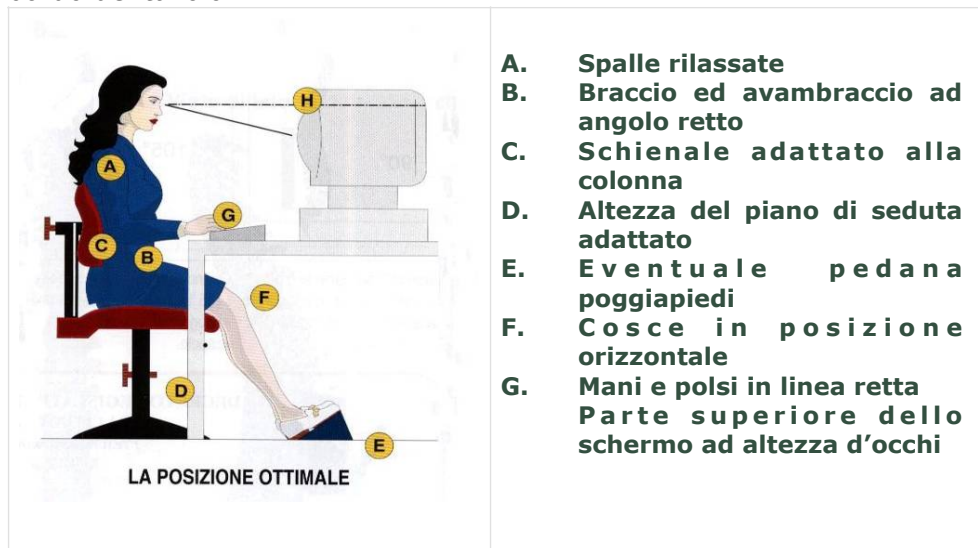 H
A
G
C
B
F
D
E
LA POSIZIONE OTTIMALE
A. Spalle rilassate
B. Braccio ed avambraccio ad
angolo retto
C. Schienale adattato alla
colonna
D. Altezza del piano di seduta
adattato
E. Eventuale pedana
poggiapiedi
F. Cosce in posizione
orizzontale
G. Mani e polsi in linea retta
Parte superiore dello
schermo ad altezza d’occhi